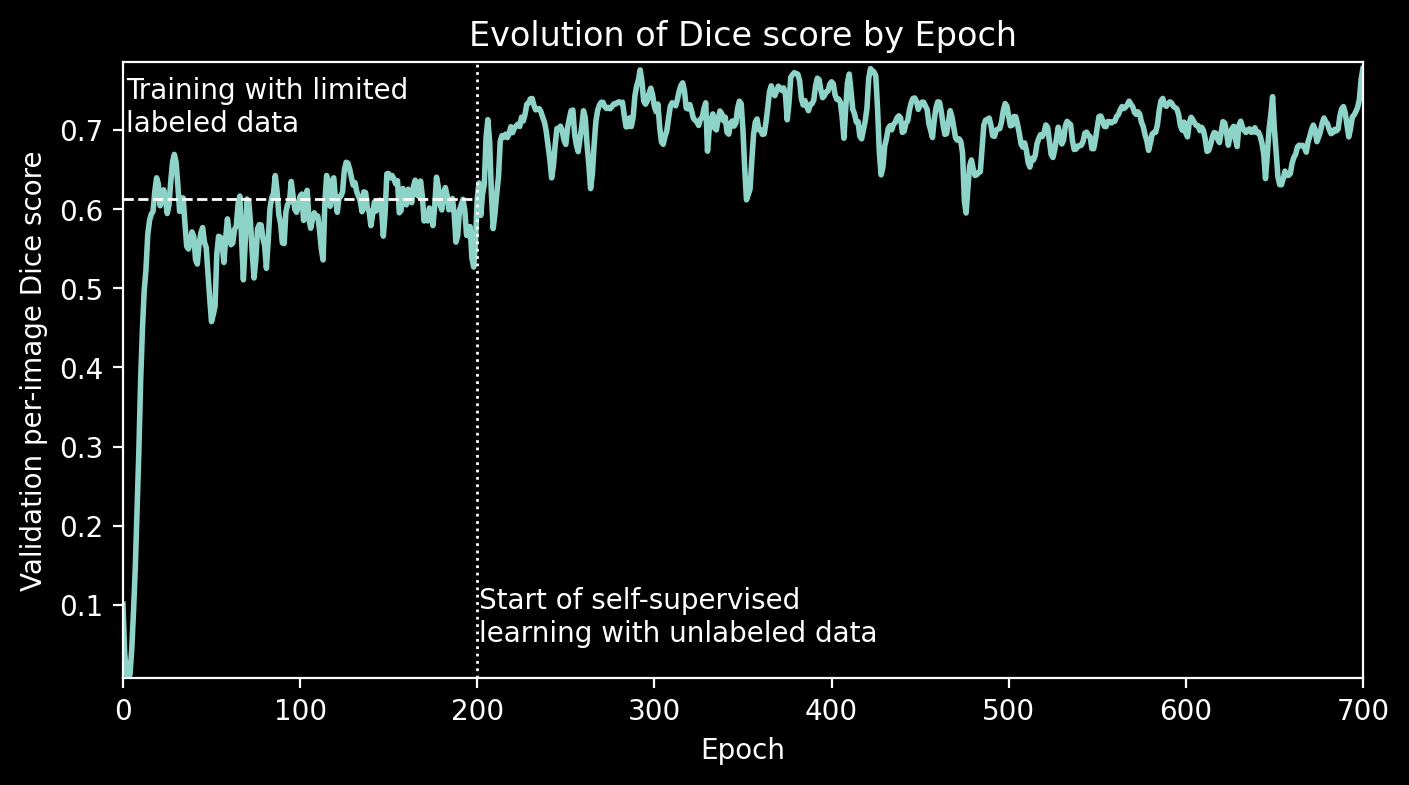 Evolution of Dice score by Epoch
Training with limited
labeled data
Validation per-image Dice score
0.7
0.6
0.5
0.4
0.3
0.2
0.1
Start of self-supervised
learning with unlabeled data
0 100 200 300 400 500 600 700
Epoch